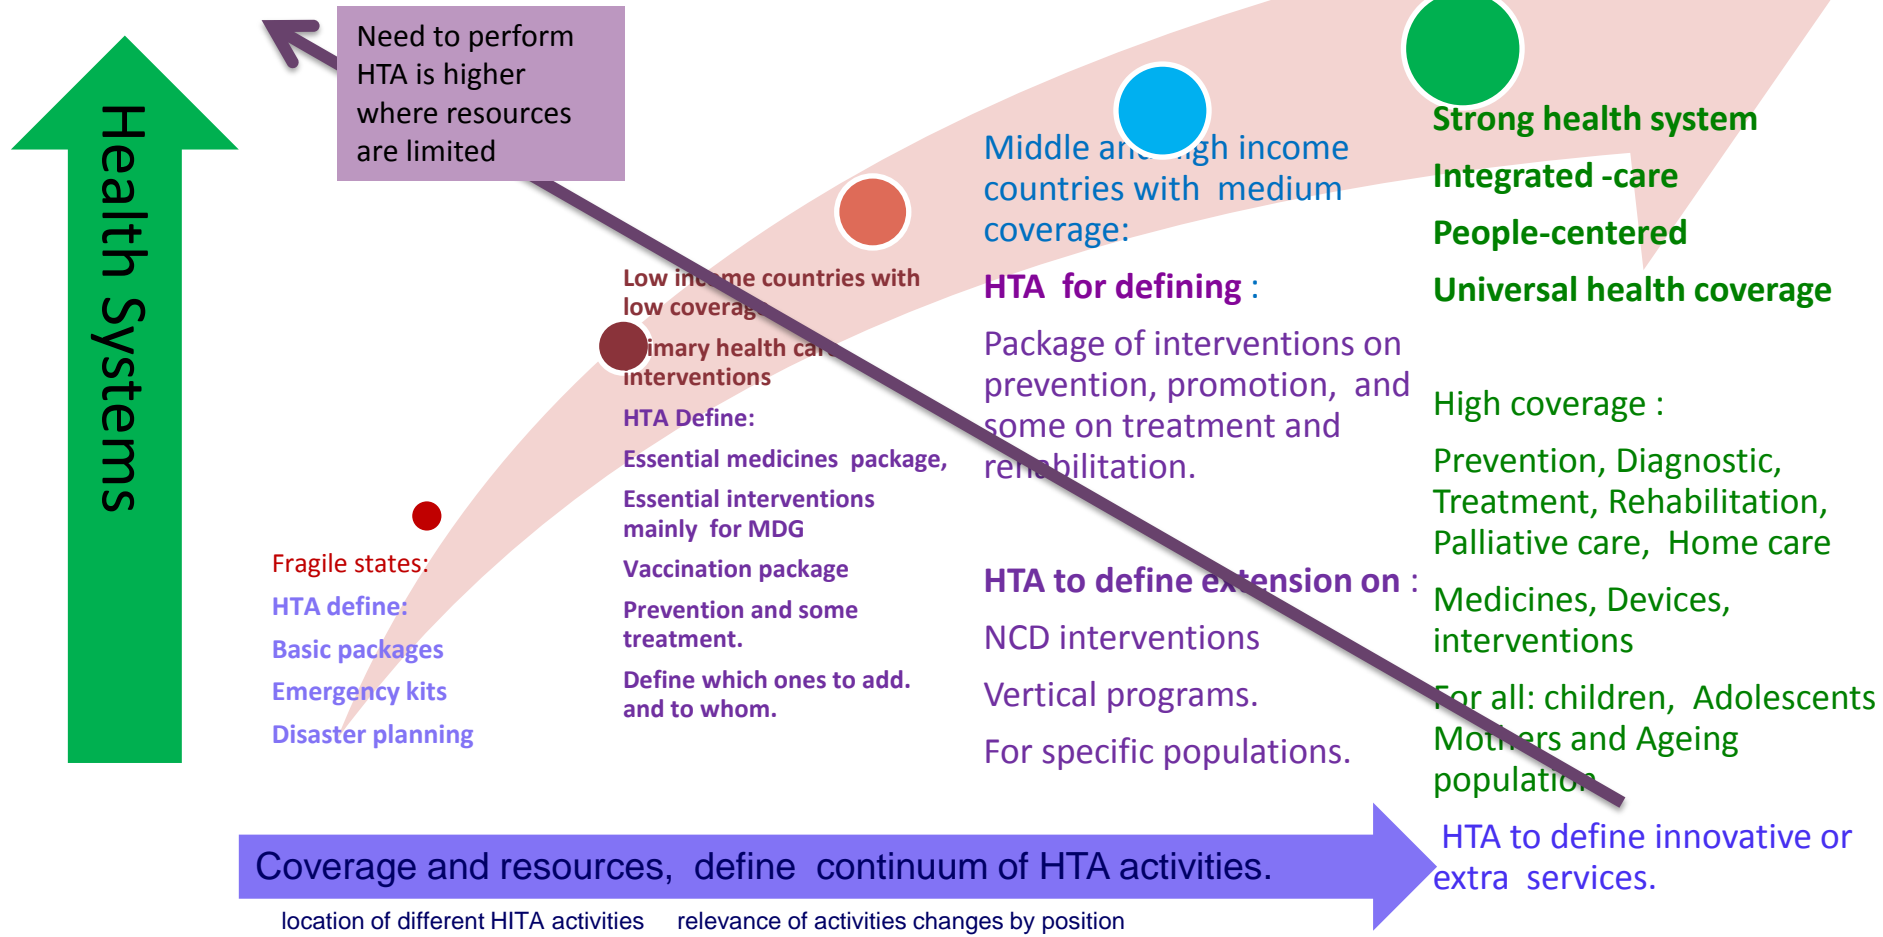 Health Systems
Need to perform
HTA is higher
where resources
are limited
Fragile states:
HTA define:
Basic packages
Emergency kits
Disaster planning
Low income countries with
low coverage
Primary health care
interventions
HTA Define:
Essential medicines package,
Essential interventions
mainly for MDG
Vaccination package
Prevention and some
treatment.
Define which ones to add.
and to whom.
Middle and high income
countries with medium
coverage:
HTA for defining :
Package of interventions on
prevention, promotion, and
some on treatment and
rehabilitation.
HTA to define extension on :
NCD interventions
Vertical programs.
For specific populations.
Strong health system
Integrated -care
People-centered
Universal health coverage
High coverage :
Prevention, Diagnostic,
Treatment, Rehabilitation,
Palliative care, Home care
Medicines, Devices,
interventions
For all: children, Adolescents
Mothers and Ageing
population
HTA to define innovative or
extra services.
Coverage and resources, define continuum of HTA activities.
location of different HITA activities relevance of activities changes by position